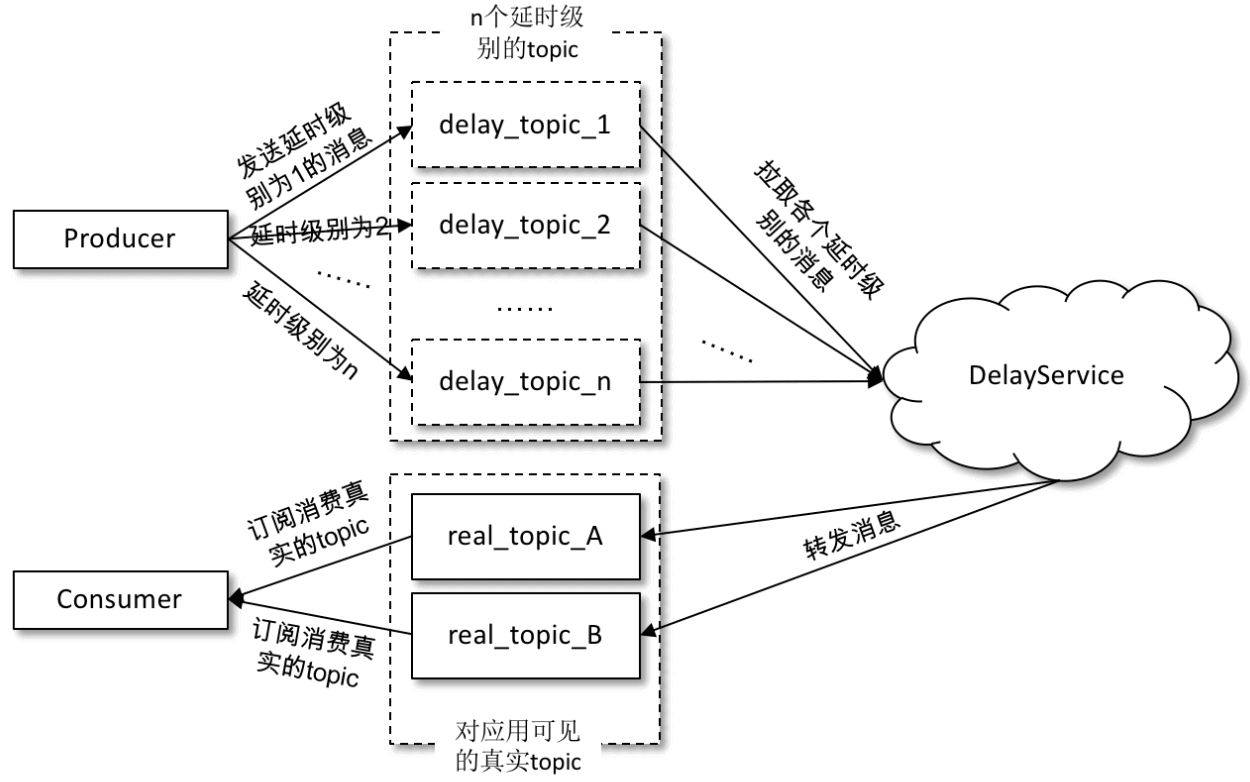 n个延时级
别的topic
发送延时级
别为1的消息
delay_topic_1
拉取各个延时级
别的消息
Producer
延时级别为2
delay_topic_2
......
延时级别为n
......
......
delay_topic_n
DelayService
订阅消费真
实的topic
real_topic_A
转发消息
Consumer
订阅消费真
实的topic
real_topic_B
对应用可见
的真实topic